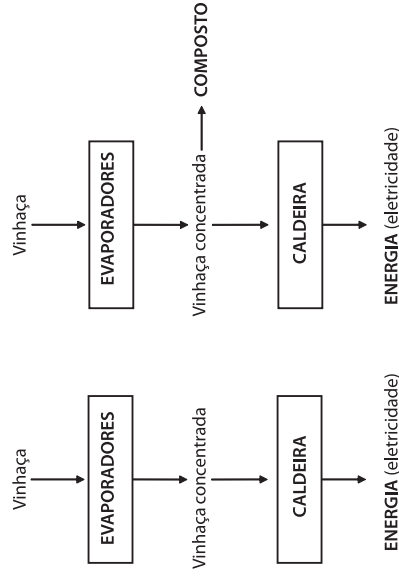 Vinhaça
EVAPORADORES
Vinhaça concentrada
CALDEIRA
ENERGIA (eletricidade)
Vinhaça
EVAPORADORES
Vinhaça concentrada
COMPOSTO
CALDEIRA
ENERGIA (eletricidade)